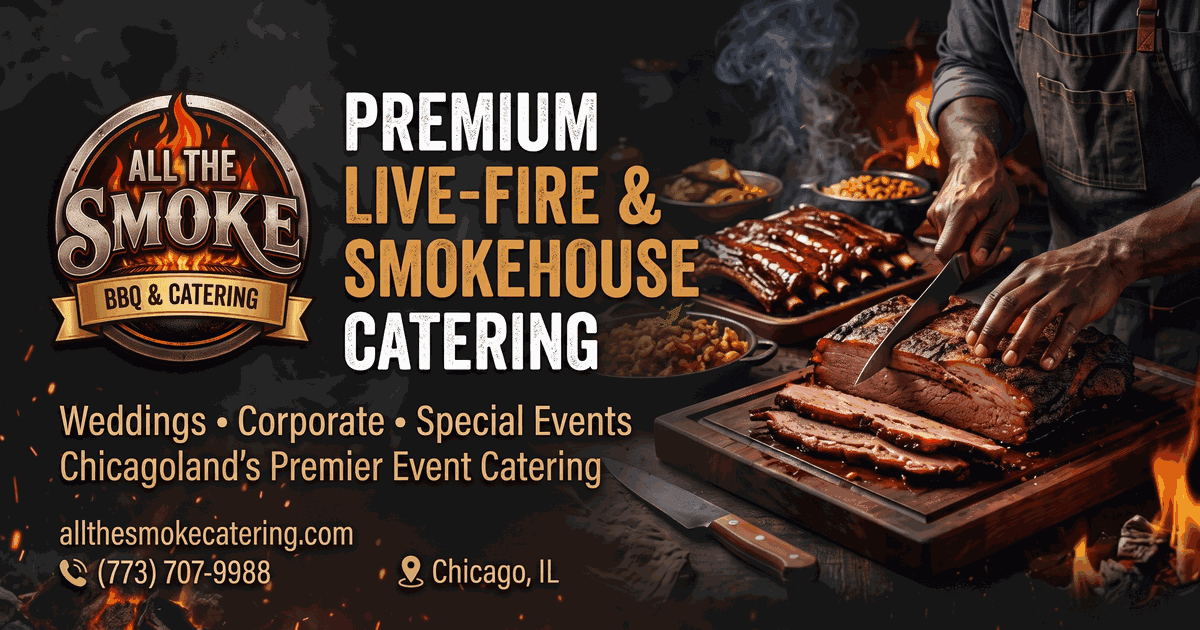 ALL THE
SMOKE
BBQ & CATERING
PREMIUM
LIVE-FIRE &
SMOKEHOUSE
CATERING
Weddings • Corporate • Special Events
Chicagoland's Premier Event Catering
allthesmokecatering.com
(773) 707-9988
Chicago, IL